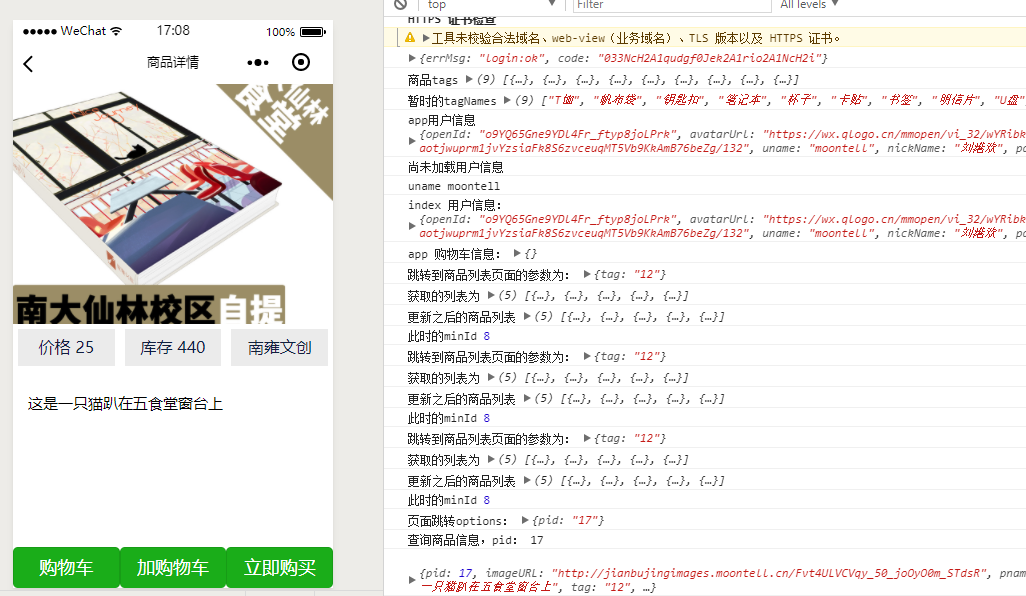 WeChat
17:08
100%
商品详情
仙林
食堂
南大仙林校区自提
价格 25
库存 440
南雍文创
这是一只猫趴在五食堂窗台上
购物车
加购物车
立即购买
top
Filter
All levels
HTTPS 证书检查
工具未校验合法域名、web-view（业务域名）、TLS 版本以及 HTTPS 证书。
{errMsg: "login:ok", code: "033NcH2A1qudgf0Jek2A1rio2A1NcH2i"}
商品tags (9) [{…}, {…}, {…}, {…}, {…}, {…}, {…}, {…}, {…}]
暂时的tagNames (9) ["T恤", "帆布袋", "钥匙扣", "笔记本", "杯子", "卡贴", "书签", "明信片", "U盘"
app用户信息
{openId: "o9YQ65Gne9YDl4Fr_ftyp8joLPrk", avatarUrl: "https://wx.qlogo.cn/mmopen/vi_32/wYRibk
aotjwuprm1jvYzsiaFk8S6zvceuqMT5Vb9KkAmB76beZg/132", uname: "moontell", nickName:
尚未加载用户信息
uname moontell
index 用户信息：
{openId: "o9YQ65Gne9YDl4Fr_ftyp8joLPrk", avatarUrl: "https://wx.qlogo.cn/mmopen/vi_32/wYRibk
aotjwuprm1jvYzsiaFk8S6zvceuqMT5Vb9KkAmB76beZg/132", uname: "moontell", nickName:
app 购物车信息： {}
跳转到商品列表页面的参数为： {tag: "12"}
获取的列表为 (5) [{…}, {…}, {…}, {…}, {…}]
更新之后的商品列表 (5) [{…}, {…}, {…}, {…}, {…}]
此时的minId 8
跳转到商品列表页面的参数为： {tag: "12"}
获取的列表为 (5) [{…}, {…}, {…}, {…}, {…}]
更新之后的商品列表 (5) [{…}, {…}, {…}, {…}, {…}]
此时的minId 8
跳转到商品列表页面的参数为： {tag: "12"}
获取的列表为 (5) [{…}, {…}, {…}, {…}, {…}]
更新之后的商品列表 (5) [{…}, {…}, {…}, {…}, {…}]
此时的minId 8
页面跳转options： {pid: "17"}
查询商品信息，pid： 17
{pid: 17, imageURL: "http://jianbujingimages.moontell.cn/Fvt4ULVCVqy_50_joOyO0m_STdsR", pnam
一只猫趴在五食堂窗台上", tag: "12", …}